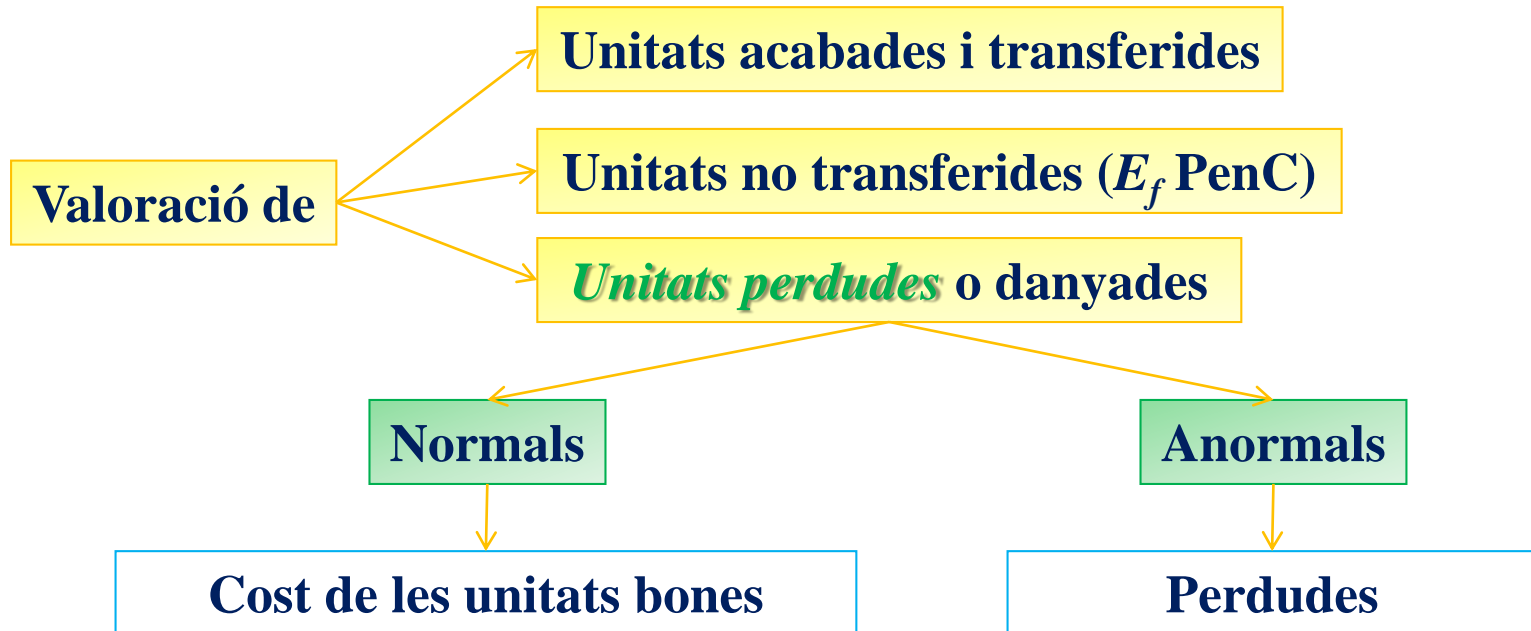 Unitats acabades i transferides
Unitats no transferides (E_f PenC)
Valoració de
Unitats perdudes o danyades
Normals
Anormals
Cost de les unitats bones
Perdudes